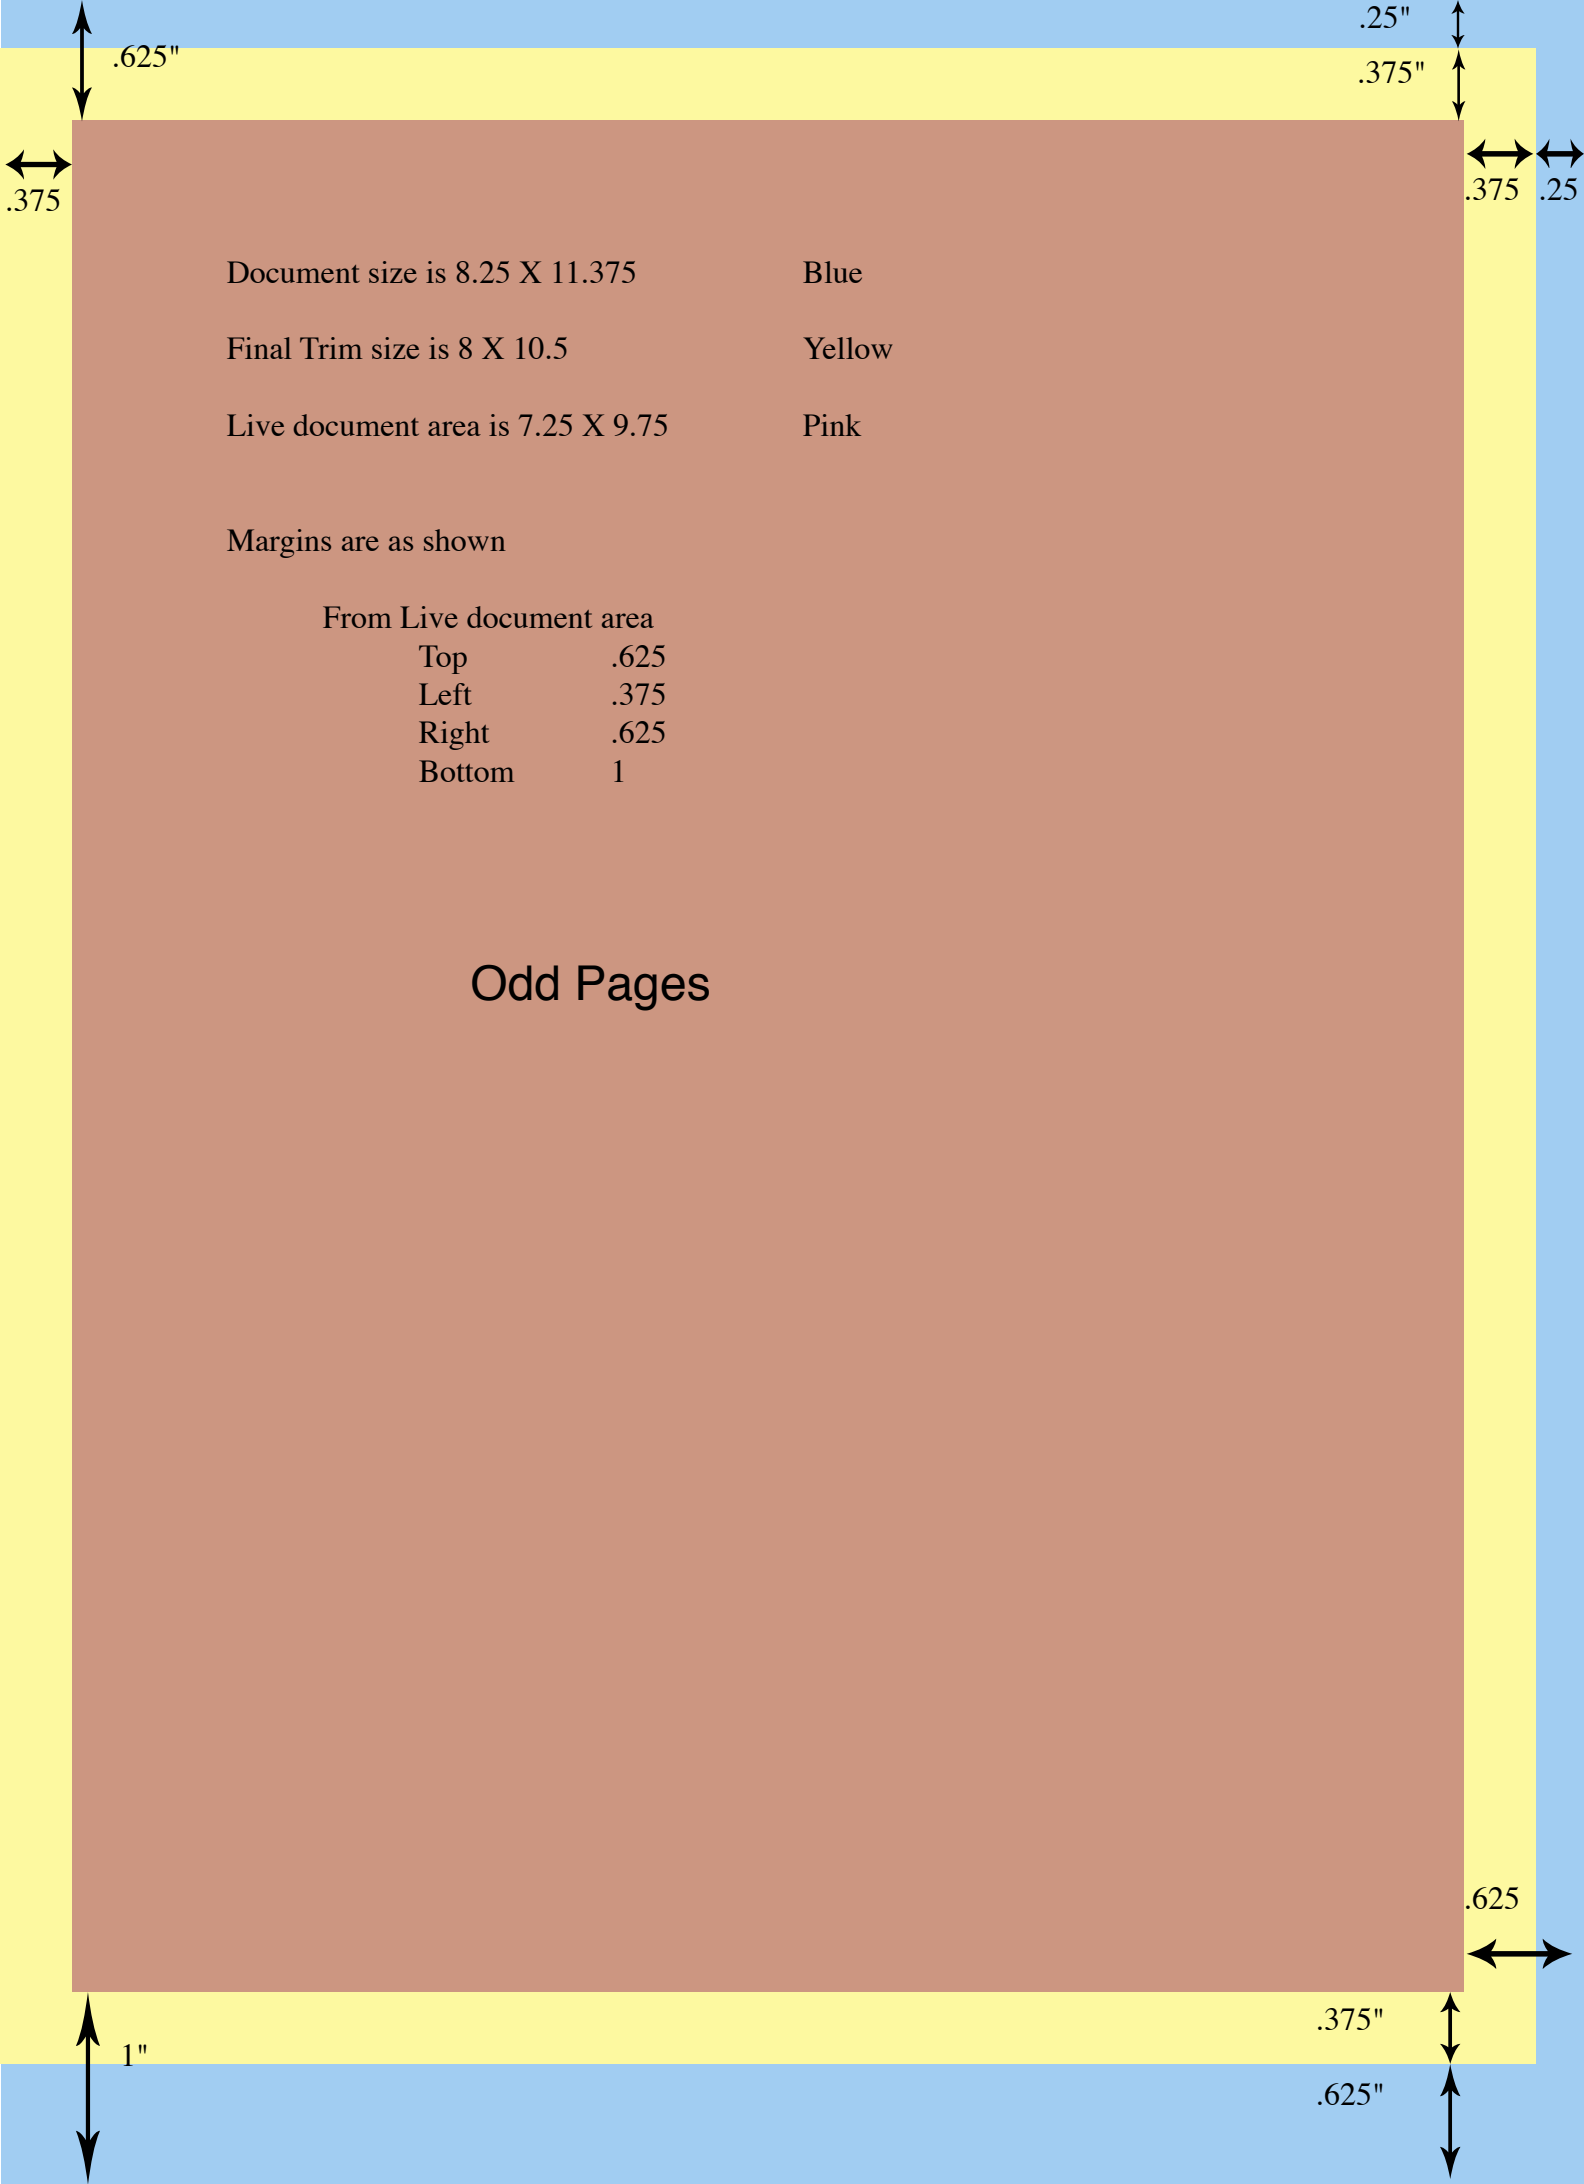 .25"
.625"
.375"
.375
.375 .25
Document size is 8.25 X 11.375 Blue
Final Trim size is 8 X 10.5 Yellow
Live document area is 7.25 X 9.75 Pink
Margins are as shown
From Live document area
Top .625
Left .375
Right .625
Bottom 1
Odd Pages
.625
.375"
1"
.625"